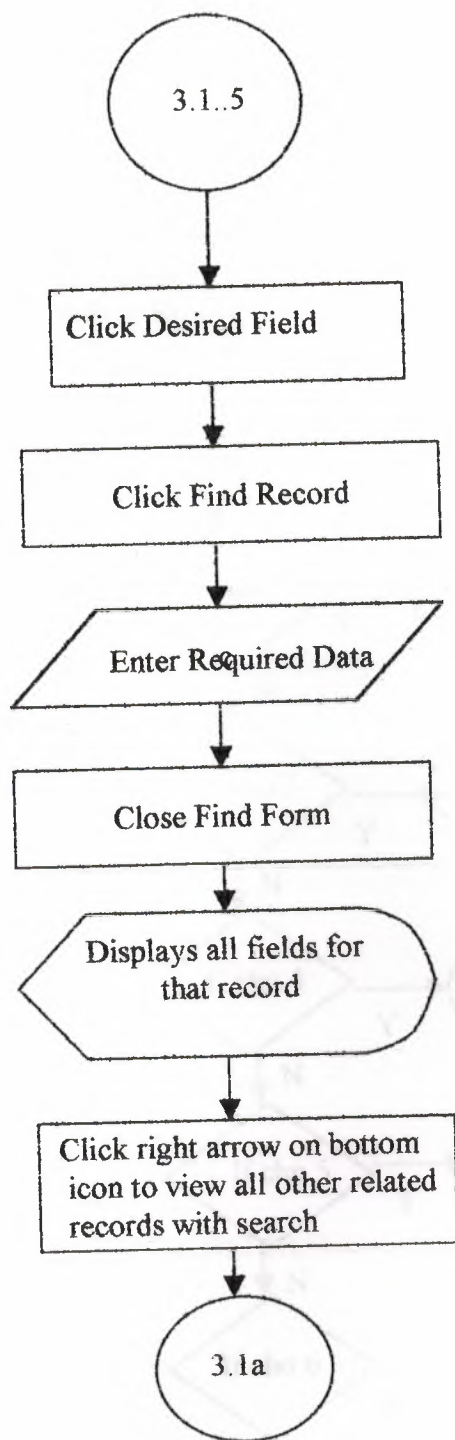 3.1..5
Click Desired Field
Click Find Record
Enter Required Data
Close Find Form
Displays all fields for
that record
Click right arrow on bottom
icon to view all other related
records with search
3.1a